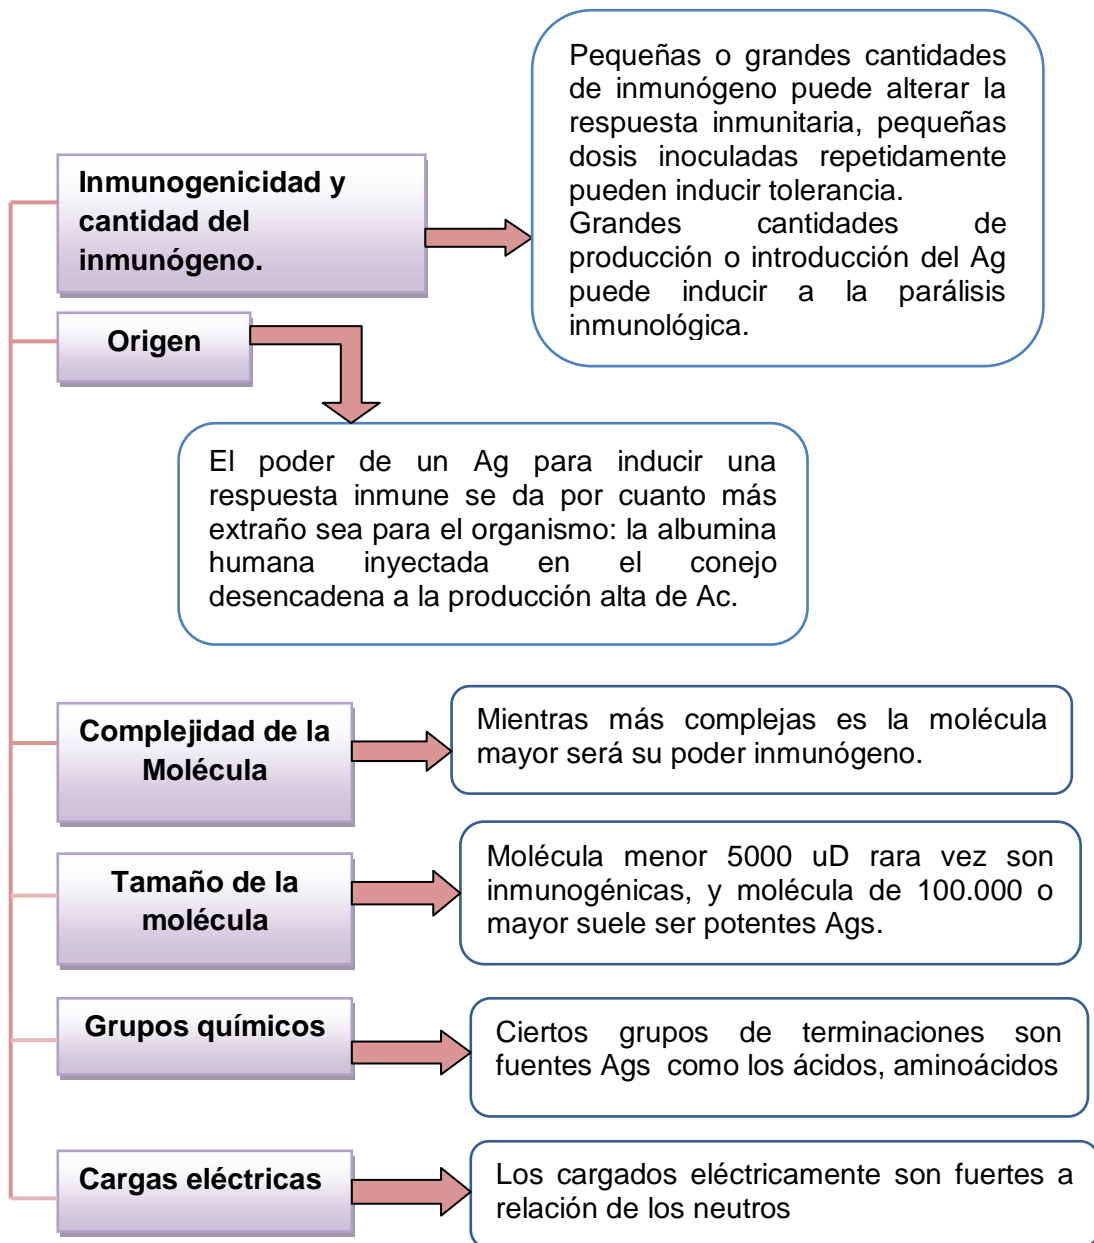 Inmunogenicidad y
cantidad del
inmunógeno.
Pequeñas o grandes cantidades
de inmunógeno puede alterar la
respuesta inmunitaria, pequeñas
dosis inoculadas repetidamente
pueden inducir tolerancia.
Grandes cantidades de
producción o introducción del Ag
puede inducir a la parálisis
inmunológica.
Origen
El poder de un Ag para inducir una
respuesta inmune se da por cuanto más
extraño sea para el organismo: la albumina
humana inyectada en el conejo
desencadena a la producción alta de Ac.
Complejidad de la
Molécula
Mientras más complejas es la molécula
mayor será su poder inmunógeno.
Tamaño de la
molécula
Molécula menor 5000 uD rara vez son
inmunogénicas, y molécula de 100.000 o
mayor suele ser potentes Ags.
Grupos químicos
Ciertos grupos de terminaciones son
fuentes Ags como los ácidos, aminoácidos
Cargas eléctricas
Los cargados eléctricamente son fuertes a
relación de los neutros